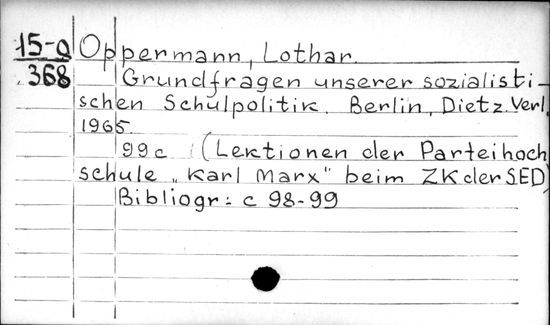 15-a Oppermann, Lothar.
368 Grundfragen unserer sozialisti-
schen Schulpolitik. Berlin, Dietz Verl.
1965.
99 c (Lektionen der Parteihoch
schule „Karl Marx" beim ZK der SED)
Bibliogr.: c 98-99